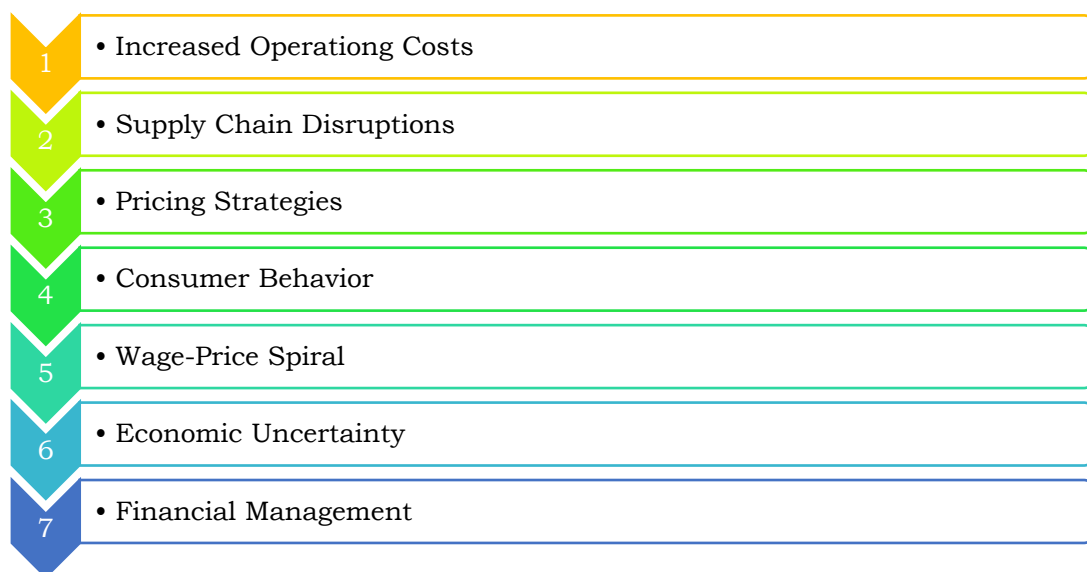 1 • Increased Operationg Costs
2 • Supply Chain Disruptions
3 • Pricing Strategies
4 • Consumer Behavior
5 • Wage-Price Spiral
6 • Economic Uncertainty
7 • Financial Management